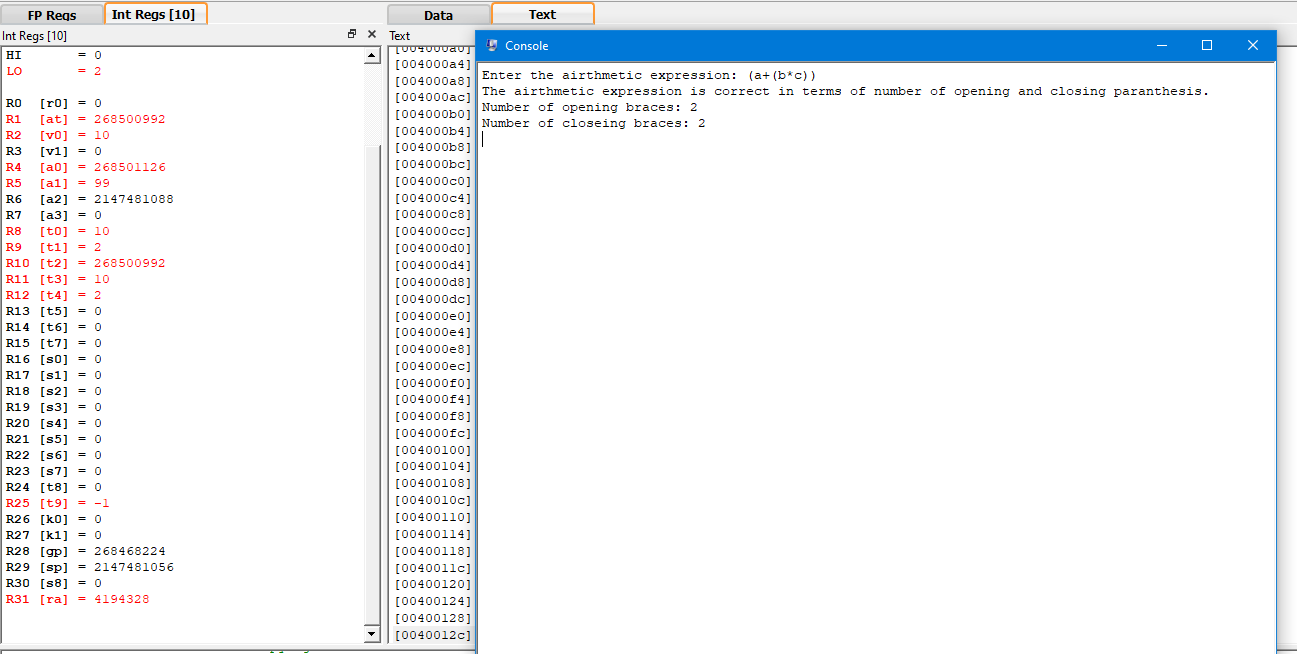 FP Regs Int Regs [10] Data Text
Int Regs [10] Text
HI = 0
LO = 2
R0 [r0] = 0
R1 [at] = 268500992
R2 [v0] = 10
R3 [v1] = 0
R4 [a0] = 268501126
R5 [a1] = 99
R6 [a2] = 2147481088
R7 [a3] = 0
R8 [t0] = 10
R9 [t1] = 2
R10 [t2] = 268500992
R11 [t3] = 10
R12 [t4] = 2
R13 [t5] = 0
R14 [t6] = 0
R15 [t7] = 0
R16 [s0] = 0
R17 [s1] = 0
R18 [s2] = 0
R19 [s3] = 0
R20 [s4] = 0
R21 [s5] = 0
R22 [s6] = 0
R23 [s7] = 0
R24 [t8] = 0
R25 [t9] = -1
R26 [k0] = 0
R27 [k1] = 0
R28 [gp] = 268468224
R29 [sp] = 2147481056
R30 [s8] = 0
R31 [ra] = 4194328
[004000a0]
[004000a4]
[004000a8]
[004000ac]
[004000b0]
[004000b4]
[004000b8]
[004000bc]
[004000c0]
[004000c4]
[004000c8]
[004000cc]
[004000d0]
[004000d4]
[004000d8]
[004000dc]
[004000e0]
[004000e4]
[004000e8]
[004000ec]
[004000f0]
[004000f4]
[004000f8]
[004000fc]
[00400100]
[00400104]
[00400108]
[0040010c]
[00400110]
[00400114]
[00400118]
[0040011c]
[00400120]
[00400124]
[00400128]
[0040012c]
Console
Enter the airthmetic expression: (a+(b*c))
The airthmetic expression is correct in terms of number of opening and closing paranthesis.
Number of opening braces: 2
Number of closeing braces: 2